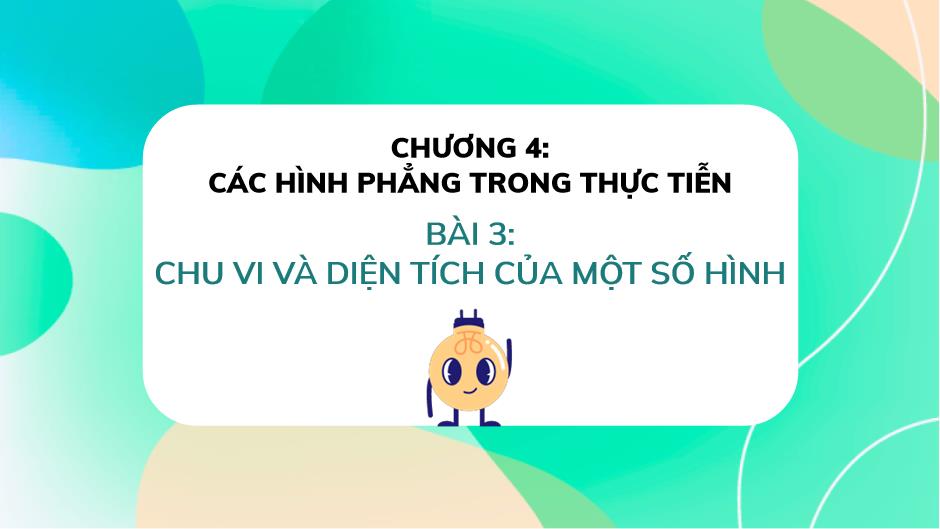 CHƯƠNG 4:
CÁC HÌNH PHẲNG TRONG THỰC TIỄN
BÀI 3:
CHU VI VÀ DIỆN TÍCH CỦA MỘT SỐ HÌNH